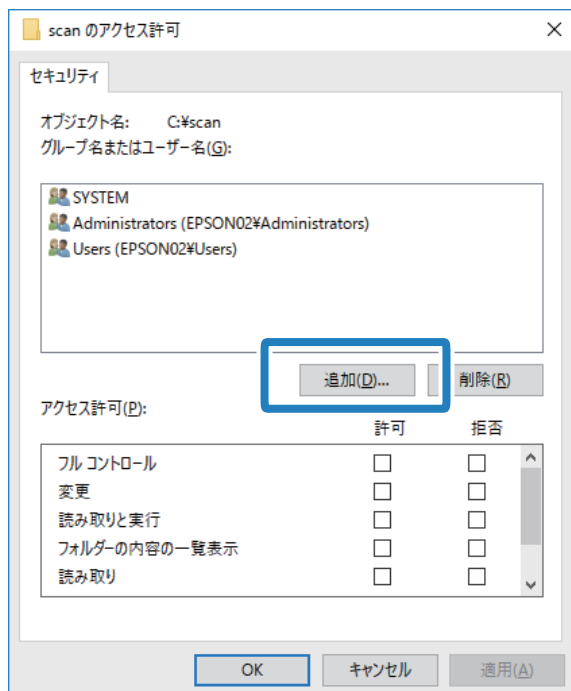 scan のアクセス許可
セキュリティ
オブジェクト名: C:¥scan
グループ名またはユーザー名(G):
SYSTEM
Administrators (EPSON02¥Administrators)
Users (EPSON02¥Users)
追加(D)... 削除(R)
アクセス許可(P): 許可 拒否
フル コントロール
変更
読み取りと実行
フォルダーの内容の一覧表示
読み取り
OK キャンセル 適用(A)